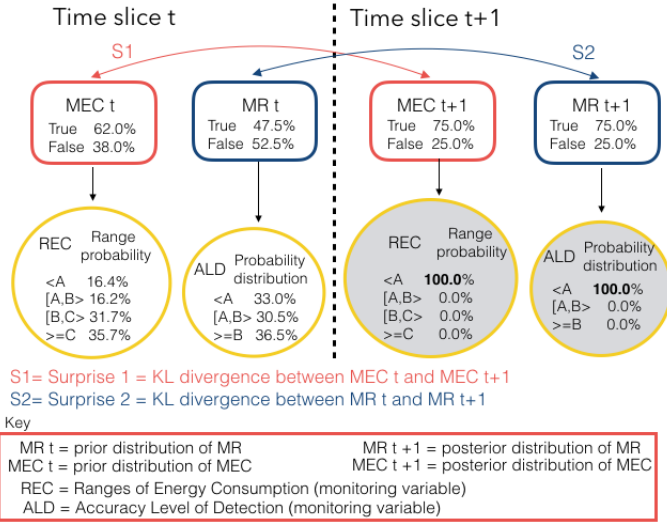 Time slice t
Time slice t+1
S1
S2
MEC t
True 62.0%
False 38.0%
MR t
True 47.5%
False 52.5%
MEC t+1
True 75.0%
False 25.0%
MR t+1
True 75.0%
False 25.0%
REC Range probability
<A 16.4%
[A,B> 16.2%
[B,C> 31.7%
>=C 35.7%
ALD Probability distribution
<A 33.0%
[A,B> 30.5%
>=B 36.5%
REC Range probability
<A 100.0%
[A,B> 0.0%
[B,C> 0.0%
>=C 0.0%
ALD Probability distribution
<A 100.0%
[A,B> 0.0%
>=B 0.0%
S1= Surprise 1 = KL divergence between MEC t and MEC t+1
S2= Surprise 2 = KL divergence between MR t and MR t+1
Key
MR t = prior distribution of MR
MR t +1 = posterior distribution of MR
MEC t = prior distribution of MEC
MEC t +1 = posterior distribution of MEC
REC = Ranges of Energy Consumption (monitoring variable)
ALD = Accuracy Level of Detection (monitoring variable)